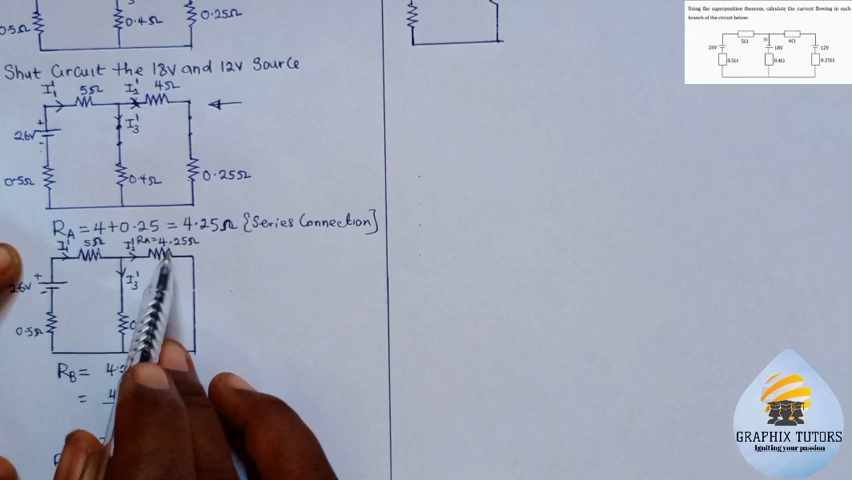 0.5Ω
0.4Ω
0.25Ω
Shut Circuit the 18V and 12V Source
I₁' 5Ω I₂' 4Ω
I₃'
26V
+
-
0.5Ω 0.4Ω 0.25Ω
R_A = 4+0.25 = 4.25Ω {Series Connection}
I₁' 5Ω I₂' R_A=4.25Ω
+
-
26V
I₃'
0.5Ω
R_B =
=
Using the superposition theorem, calculate the current flowing in each
branch of the circuit below:
5Ω 4Ω
26V 18V 12V
0.5Ω 0.4Ω 0.25Ω
GRAPHIX TUTORS
Igniting your passion